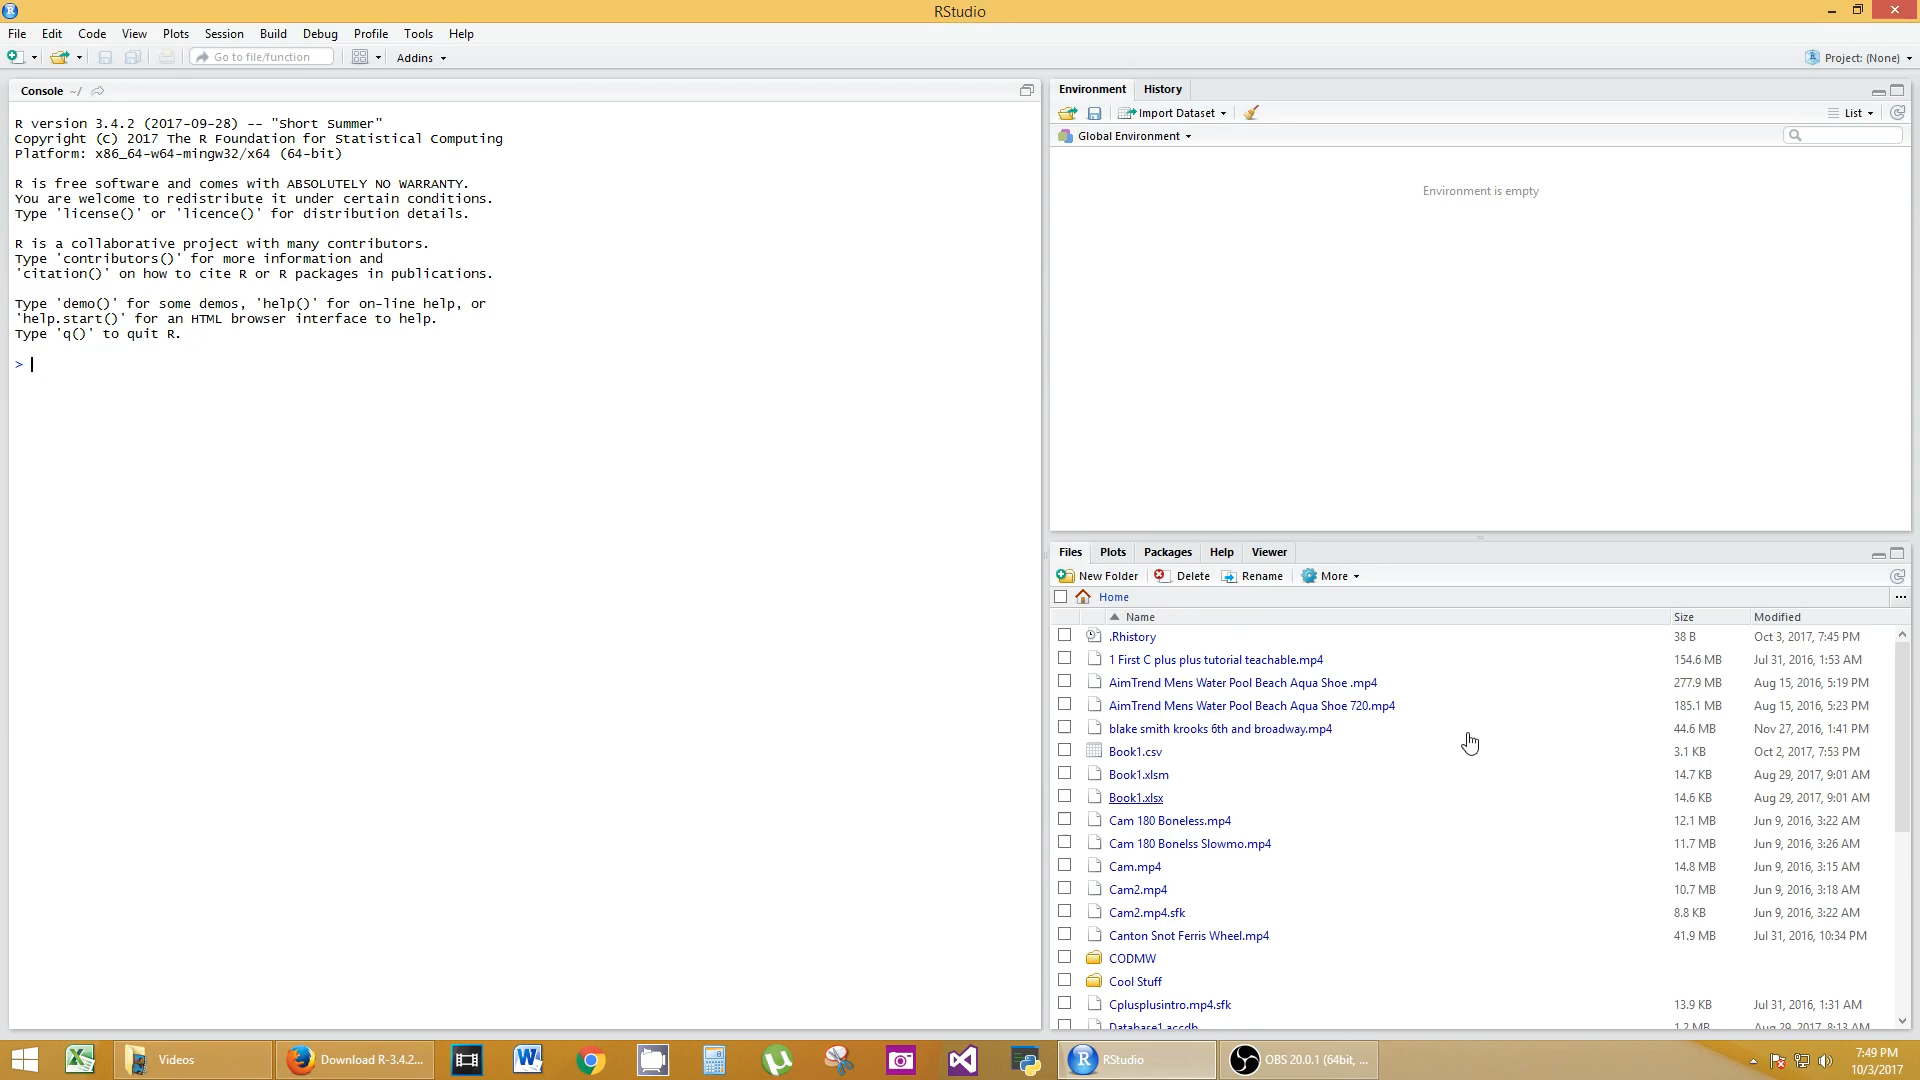 RStudio
File Edit Code View Plots Session Build Debug Profile Tools Help
Go to file/function Addins Project: (None)
Console ~/
R version 3.4.2 (2017-09-28) -- "Short Summer"
Copyright (C) 2017 The R Foundation for Statistical Computing
Platform: x86_64-w64-mingw32/x64 (64-bit)
R is free software and comes with ABSOLUTELY NO WARRANTY.
You are welcome to redistribute it under certain conditions.
Type 'license()' or 'licence()' for distribution details.
R is a collaborative project with many contributors.
Type 'contributors()' for more information and
'citation()' on how to cite R or R packages in publications.
Type 'demo()' for some demos, 'help()' for on-line help, or
'help.start()' for an HTML browser interface to help.
Type 'q()' to quit R.
>
Environment History
Import Dataset List
Global Environment
Environment is empty
Files Plots Packages Help Viewer
New Folder Delete Rename More
Home ...
Name Size Modified
.Rhistory 38 B Oct 3, 2017, 7:45 PM
1 First C plus plus tutorial teachable.mp4 154.6 MB Jul 31, 2016, 1:53 AM
AimTrend Mens Water Pool Beach Aqua Shoe .mp4 277.9 MB Aug 15, 2016, 5:19 PM
AimTrend Mens Water Pool Beach Aqua Shoe 720.mp4 185.1 MB Aug 15, 2016, 5:23 PM
blake smith krooks 6th and broadway.mp4 44.6 MB Nov 27, 2016, 1:41 PM
Book1.csv 3.1 KB Oct 2, 2017, 7:53 PM
Book1.xlsm 14.7 KB Aug 29, 2017, 9:01 AM
Book1.xlsx 14.6 KB Aug 29, 2017, 9:01 AM
Cam 180 Boneless.mp4 12.1 MB Jun 9, 2016, 3:22 AM
Cam 180 Bonelss Slowmo.mp4 11.7 MB Jun 9, 2016, 3:26 AM
Cam.mp4 14.8 MB Jun 9, 2016, 3:15 AM
Cam2.mp4 10.7 MB Jun 9, 2016, 3:18 AM
Cam2.mp4.sfk 8.8 KB Jun 9, 2016, 3:22 AM
Canton Snot Ferris Wheel.mp4 41.9 MB Jul 31, 2016, 10:34 PM
CODMW
Cool Stuff
Cplusplusintro.mp4.sfk 13.9 KB Jul 31, 2016, 1:31 AM
Database1.accdb 1.2 MB Aug 29, 2017, 8:13 AM
Videos Download R-3.4.2... RStudio OBS 20.0.1 (64bit, ...
7:49 PM
10/3/2017